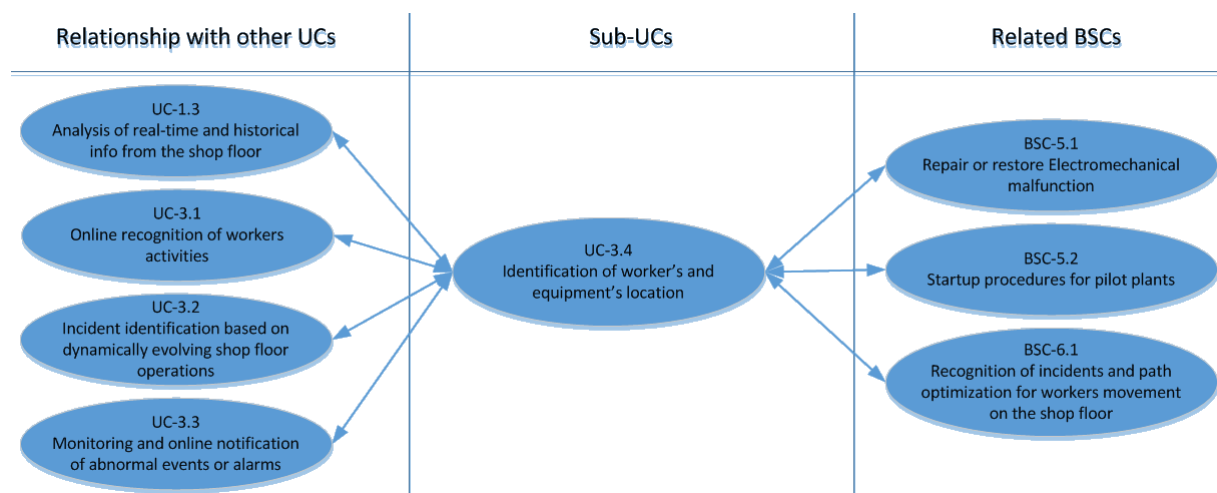 Relationship with other UCs
Sub-UCs
Related BSCs
UC-1.3
Analysis of real-time and historical
info from the shop floor
UC-3.1
Online recognition of workers
activities
UC-3.2
Incident identification based on
dynamically evolving shop floor
operations
UC-3.3
Monitoring and online notification
of abnormal events or alarms
UC-3.4
Identification of worker's and
equipment's location
BSC-5.1
Repair or restore Electromechanical
malfunction
BSC-5.2
Startup procedures for pilot plants
BSC-6.1
Recognition of incidents and path
optimization for workers movement
on the shop floor